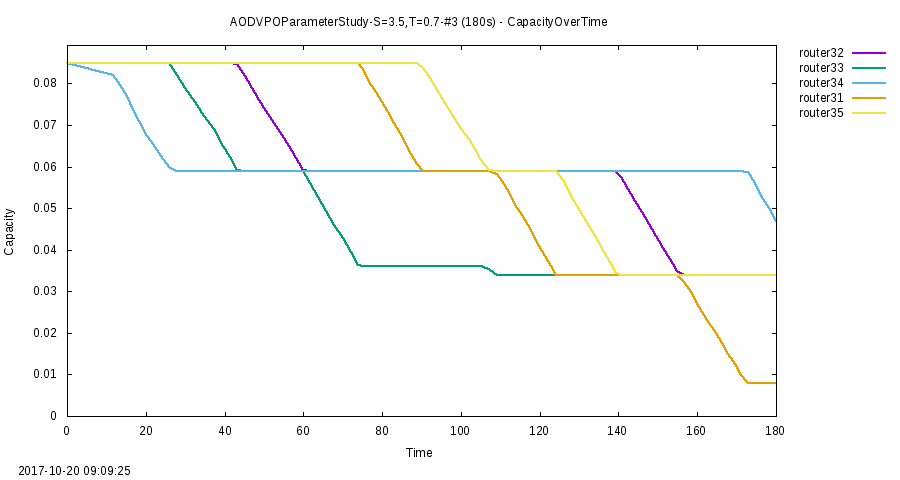 AODVPOParameterStudy-S=3.5,T=0.7-#3 (180s) - CapacityOverTime
router32
router33
router34
router31
router35
0.08
0.07
0.06
0.05
0.04
0.03
0.02
0.01
0
Capacity
0 20 40 60 80 100 120 140 160 180
Time
2017-10-20 09:09:25